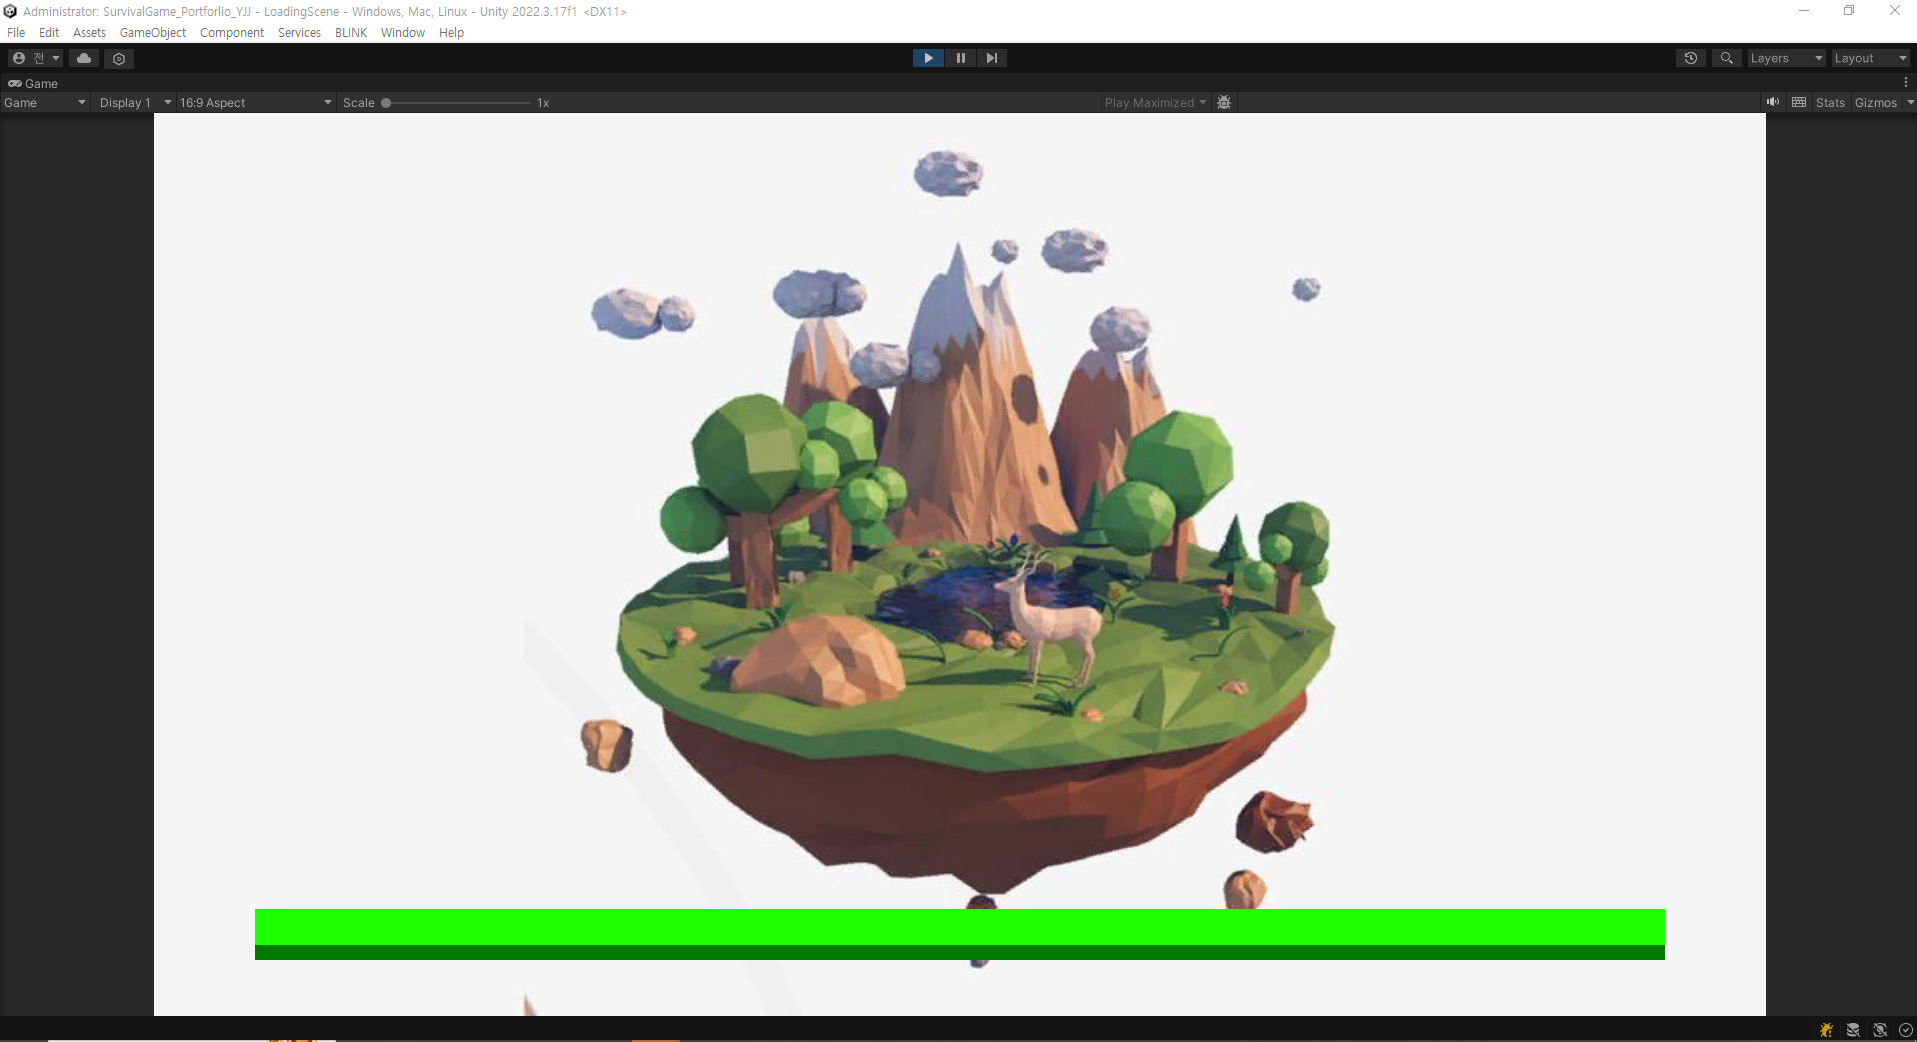 Administrator: SurvivalGame_Portforlio_YJJ - LoadingScene - Windows, Mac, Linux - Unity 2022.3.17f1 <DX11>
File Edit Assets GameObject Component Services BLINK Window Help
전 Layers Layout
Game
Game Display 1 16:9 Aspect Scale 1x Play Maximized Stats Gizmos